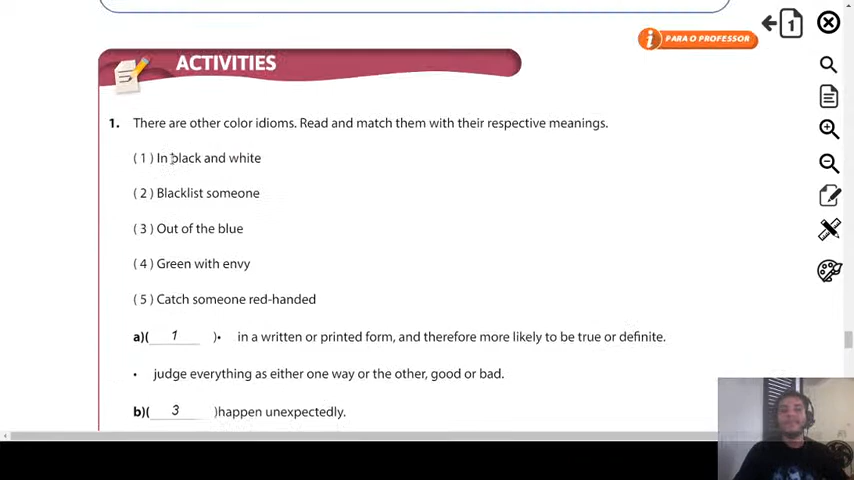 PARA O PROFESSOR
1
ACTIVITIES
1. There are other color idioms. Read and match them with their respective meanings.
( 1 ) In black and white
( 2 ) Blacklist someone
( 3 ) Out of the blue
( 4 ) Green with envy
( 5 ) Catch someone red-handed
a)( 1 )• in a written or printed form, and therefore more likely to be true or definite.
• judge everything as either one way or the other, good or bad.
b)( 3 )happen unexpectedly.